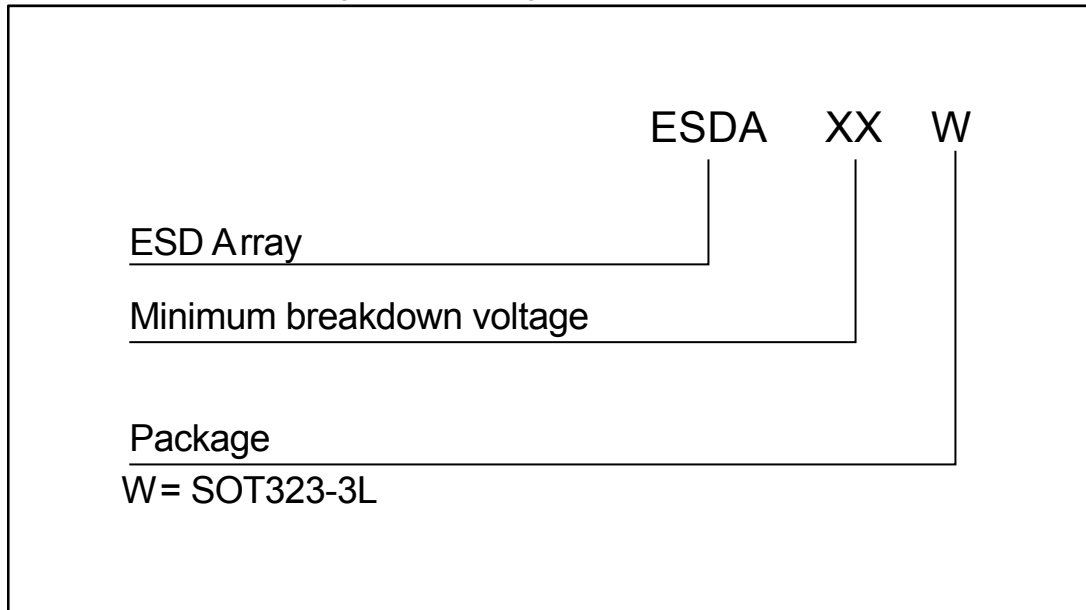 ESDA XX W
ESD Array
Minimum breakdown voltage
Package
W= SOT323-3L